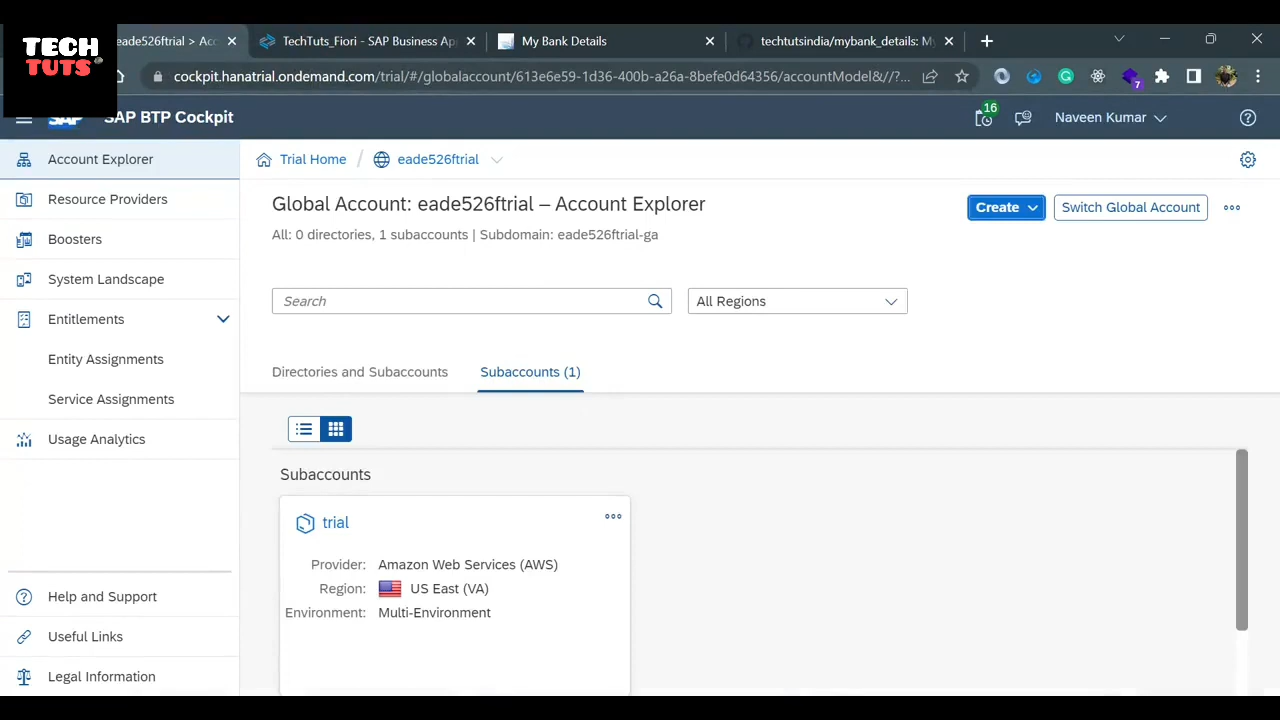 TECH
TUTS
eade526ftrial > Acc
TechTuts_Fiori - SAP Business Ap
My Bank Details
techtutsindia/mybank_details: My
cockpit.hanatrial.ondemand.com/trial/#/globalaccount/613e6e59-1d36-400b-a26a-8befe0d64356/accountModel&//?...
7
SAP
SAP BTP Cockpit
16
Naveen Kumar
Account Explorer
Resource Providers
Boosters
System Landscape
Entitlements
Entity Assignments
Service Assignments
Usage Analytics
Help and Support
Useful Links
Legal Information
Trial Home / eade526ftrial
Global Account: eade526ftrial – Account Explorer
Create
Switch Global Account
All: 0 directories, 1 subaccounts | Subdomain: eade526ftrial-ga
Search
All Regions
Directories and Subaccounts
Subaccounts (1)
Subaccounts
trial
Provider: Amazon Web Services (AWS)
Region: US East (VA)
Environment: Multi-Environment